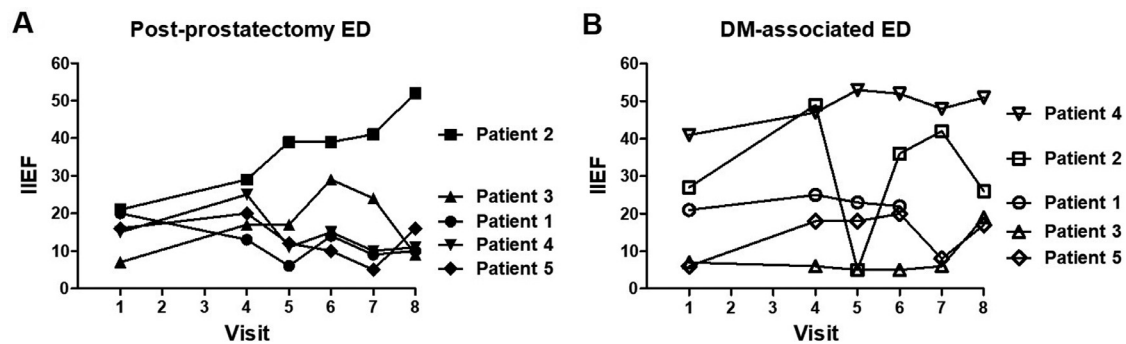 A
Post-prostatectomy ED
IIEF
60
50
40
30
20
10
0
1 2 3 4 5 6 7 8
Visit
Patient 2
Patient 3
Patient 1
Patient 4
Patient 5
B
DM-associated ED
IIEF
60
50
40
30
20
10
0
1 2 3 4 5 6 7 8
Visit
Patient 4
Patient 2
Patient 1
Patient 3
Patient 5